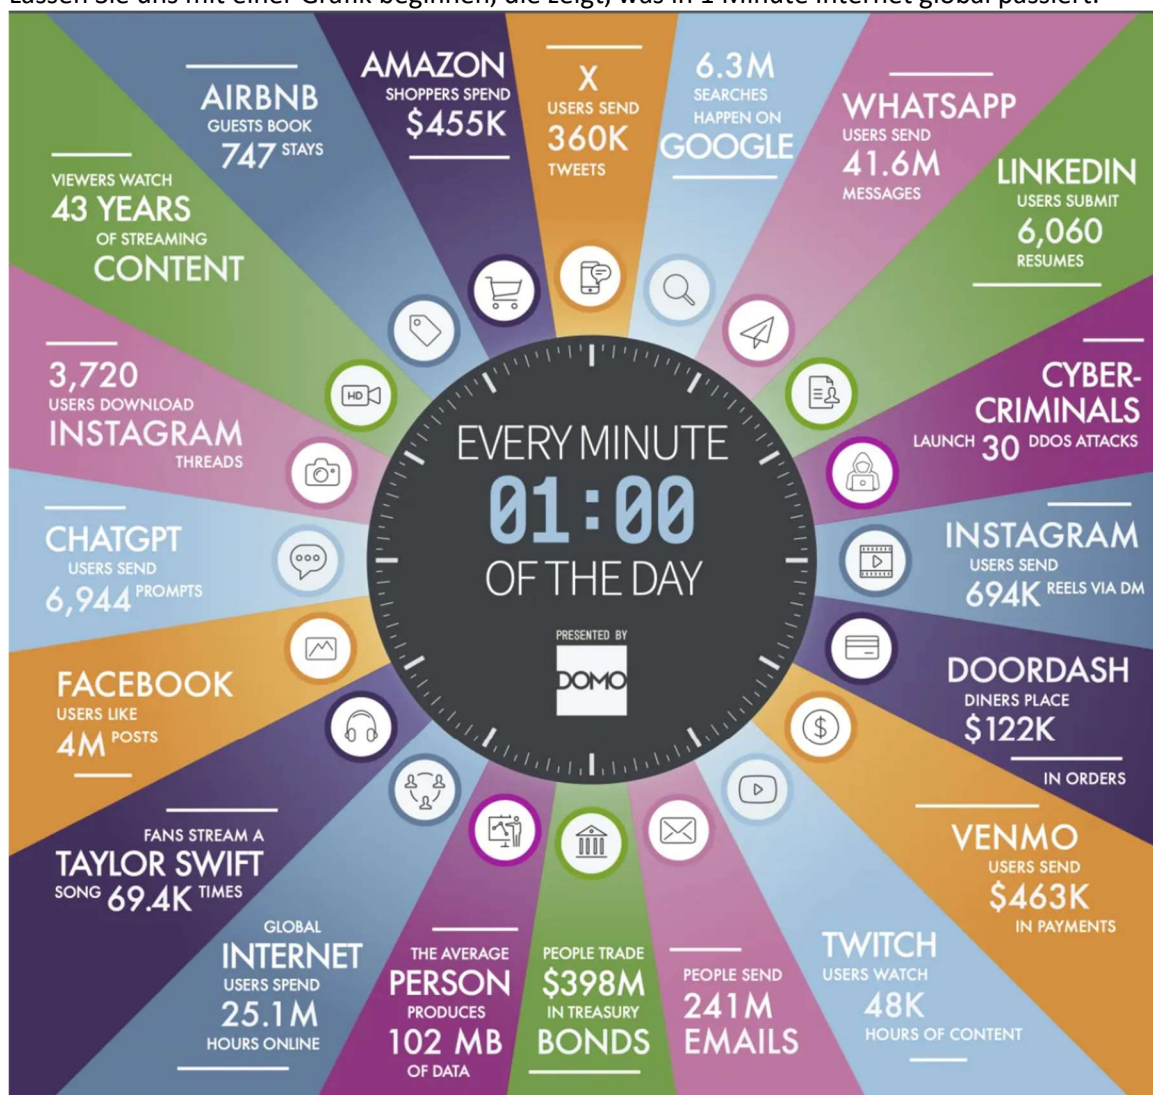 Lassen Sie uns mit einer Grafik beginnen, die zeigt, was in 1 Minute Internet global passiert:
AMAZON
SHOPPERS SPEND
$455K
X
USERS SEND
360K
TWEETS
6.3M
SEARCHES
HAPPEN ON
GOOGLE
WHATSAPP
USERS SEND
41.6M
MESSAGES
LINKEDIN
USERS SUBMIT
6,060
RESUMES
CYBER-
CRIMINALS
LAUNCH 30 DDOS ATTACKS
INSTAGRAM
USERS SEND
694K REELS VIA DM
DOORDASH
DINERS PLACE
$122K
IN ORDERS
VENMO
USERS SEND
$463K
IN PAYMENTS
TWITCH
USERS WATCH
48K
HOURS OF CONTENT
PEOPLE SEND
241M
EMAILS
PEOPLE TRADE
$398M
IN TREASURY
BONDS
THE AVERAGE
PERSON
PRODUCES
102 MB
OF DATA
GLOBAL
INTERNET
USERS SPEND
25.1M
HOURS ONLINE
FANS STREAM A
TAYLOR SWIFT
SONG 69.4K TIMES
FACEBOOK
USERS LIKE
4M POSTS
CHATGPT
USERS SEND
6,944 PROMPTS
3,720
USERS DOWNLOAD
INSTAGRAM
THREADS
VIEWERS WATCH
43 YEARS
OF STREAMING
CONTENT
AIRBNB
GUESTS BOOK
747 STAYS
HD
EVERY MINUTE
01:00
OF THE DAY
PRESENTED BY
DOMO